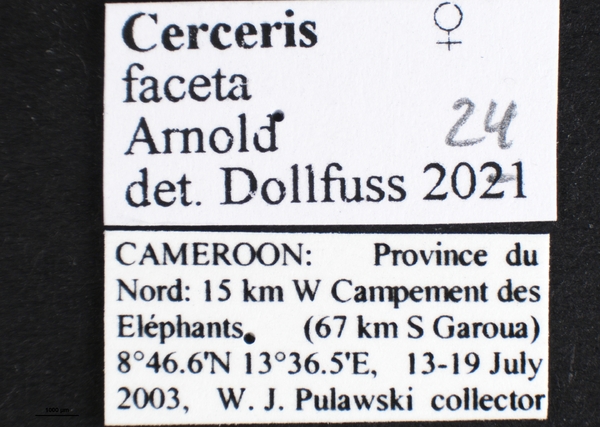 Cerceris ♀
faceta
Arnold
24
det. Dollfuss 2021
CAMEROON: Province du
Nord: 15 km W Campement des
Eléphants. (67 km S Garoua)
8°46.6'N 13°36.5'E, 13-19 July
2003, W. J. Pulawski collector